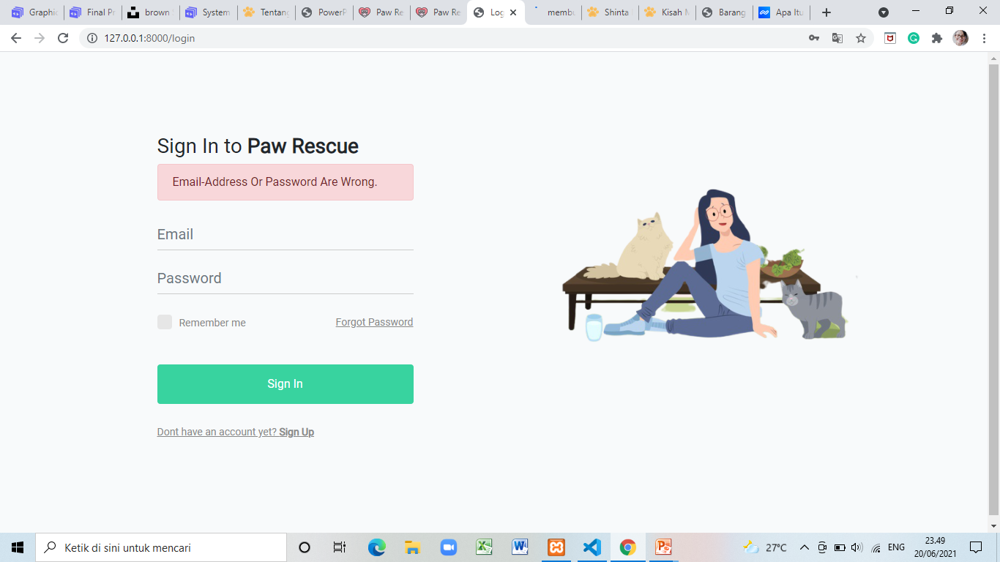 Graphic
Final Pr
brown
System
Tentang
PowerP
Paw Re
Paw Re
Log
membu
Shinta
Kisah M
Barang
Apa Itu
127.0.0.1:8000/login
Sign In to Paw Rescue
Email-Address Or Password Are Wrong.
Email
Password
Remember me
Forgot Password
Sign In
Dont have an account yet? Sign Up
Ketik di sini untuk mencari
27°C
ENG
23.49
20/06/2021